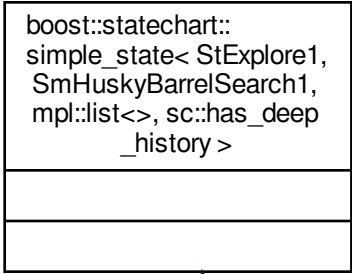 boost::statechart::
simple_state< StExplore1,
SmHuskyBarrelSearch1,
mpl::list<>, sc::has_deep
_history >